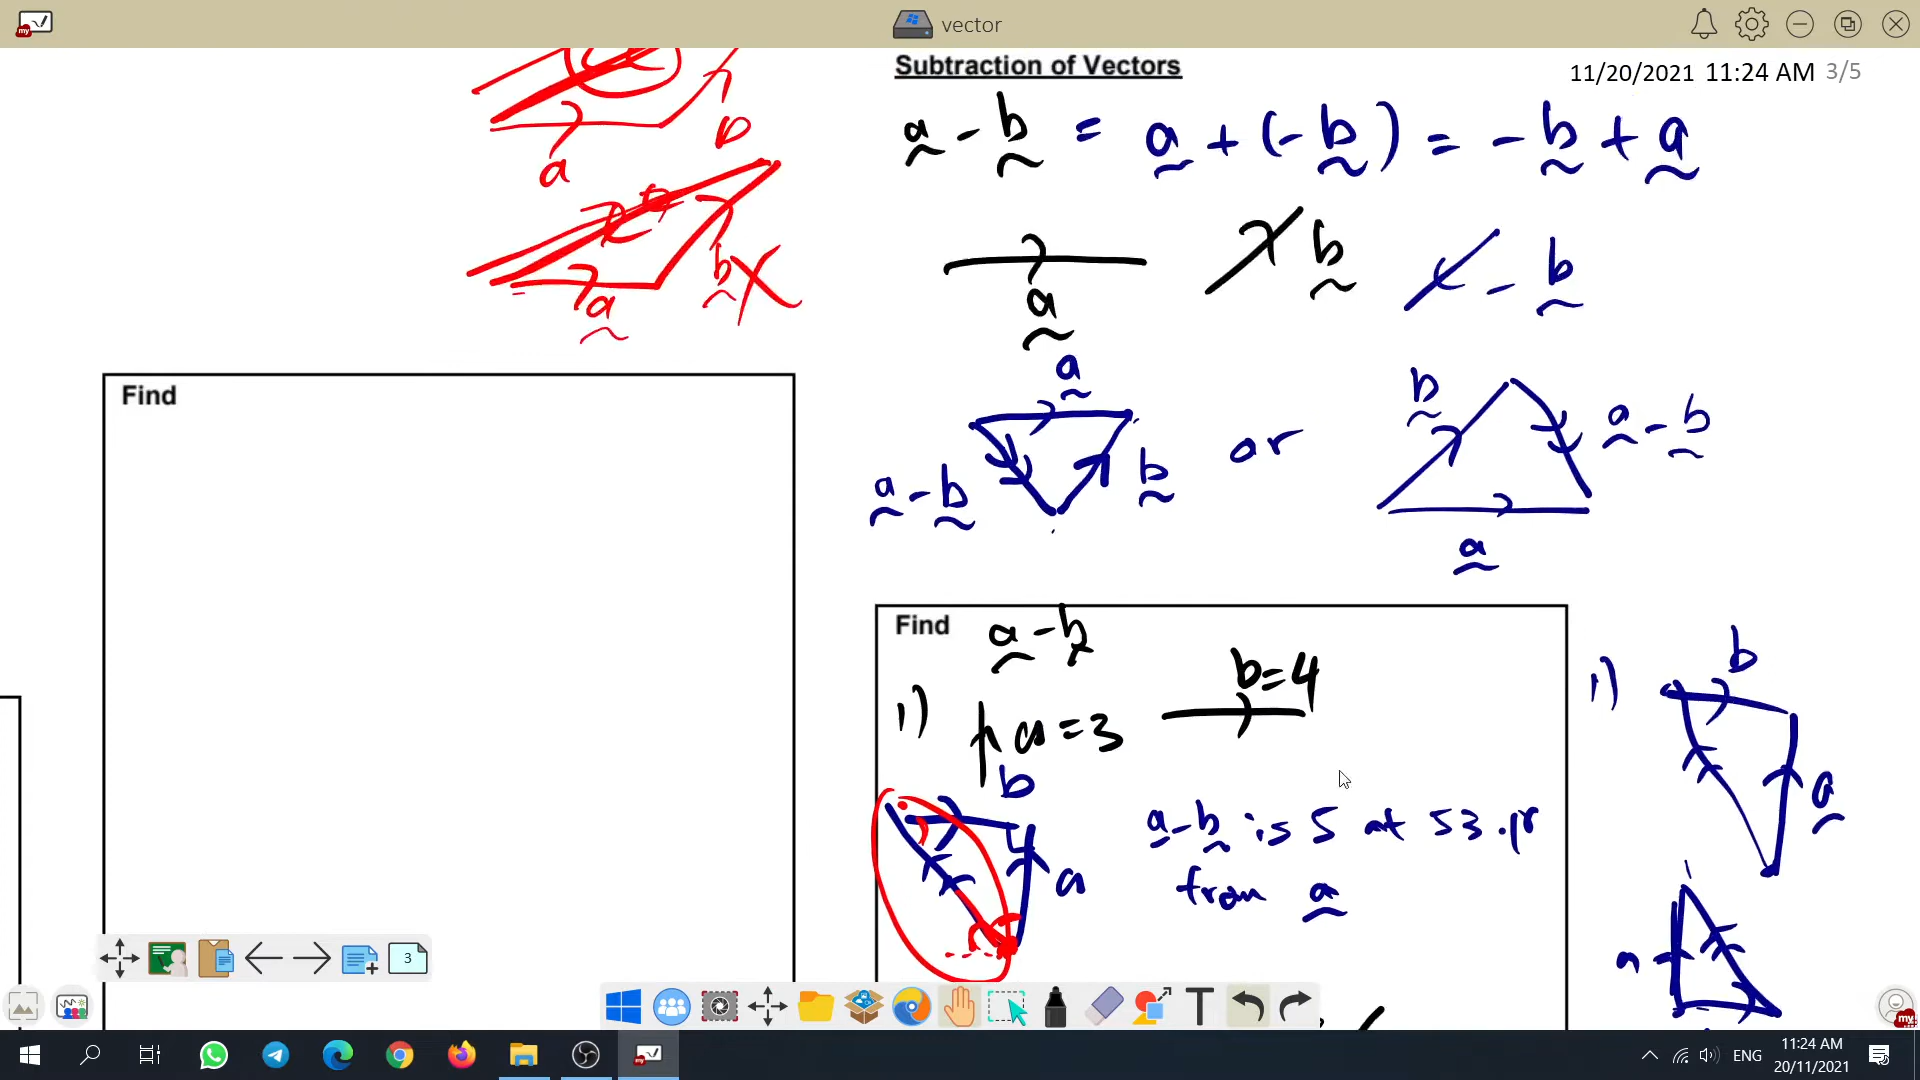 vector
Subtraction of Vectors
11/20/2021 11:24 AM 3/5
a - b = a + (-b) = -b + a
b
a
b
a
b
-b
a
a
b
a-b
a-b
b
or
a
Find
Find a-b
1) a=3
b=4
b
a
a-b is 5 at 53.1°
from a
1)
b
a
a
3
T
ENG
11:24 AM
20/11/2021